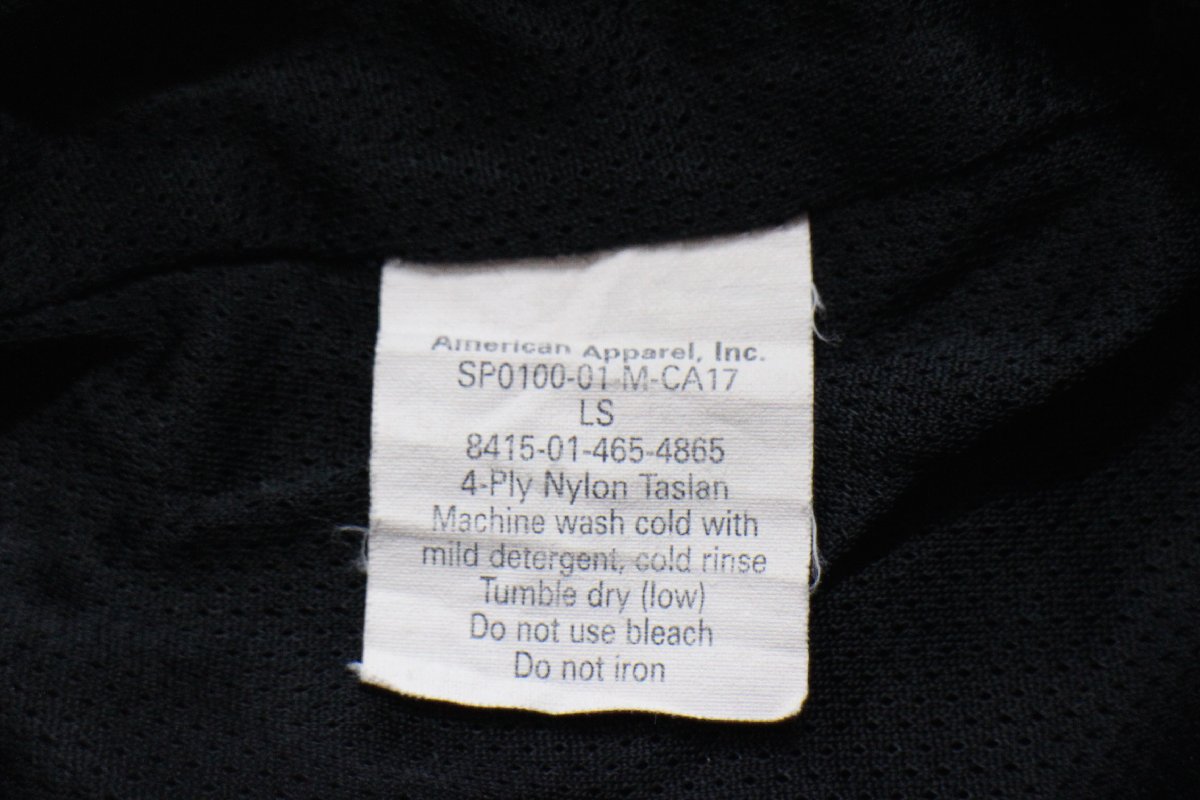 American Apparel, Inc.
SP0100-01-M-CA17
LS
8415-01-465-4865
4-Ply Nylon Taslan
Machine wash cold with
mild detergent, cold rinse
Tumble dry (low)
Do not use bleach
Do not iron